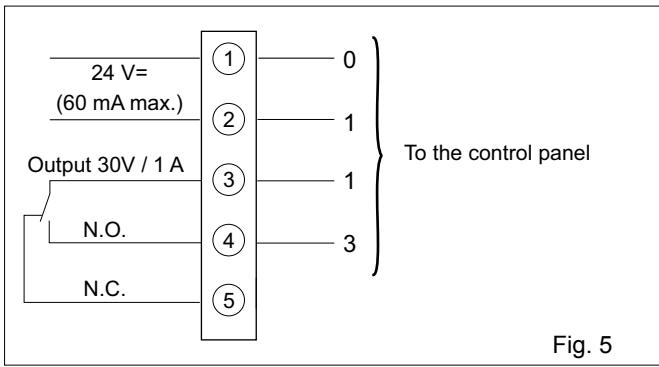 1 0
24 V=
(60 mA max.)
2 1
To the control panel
Output 30V / 1 A
3 1
N.O.
4 3
N.C.
5
Fig. 5